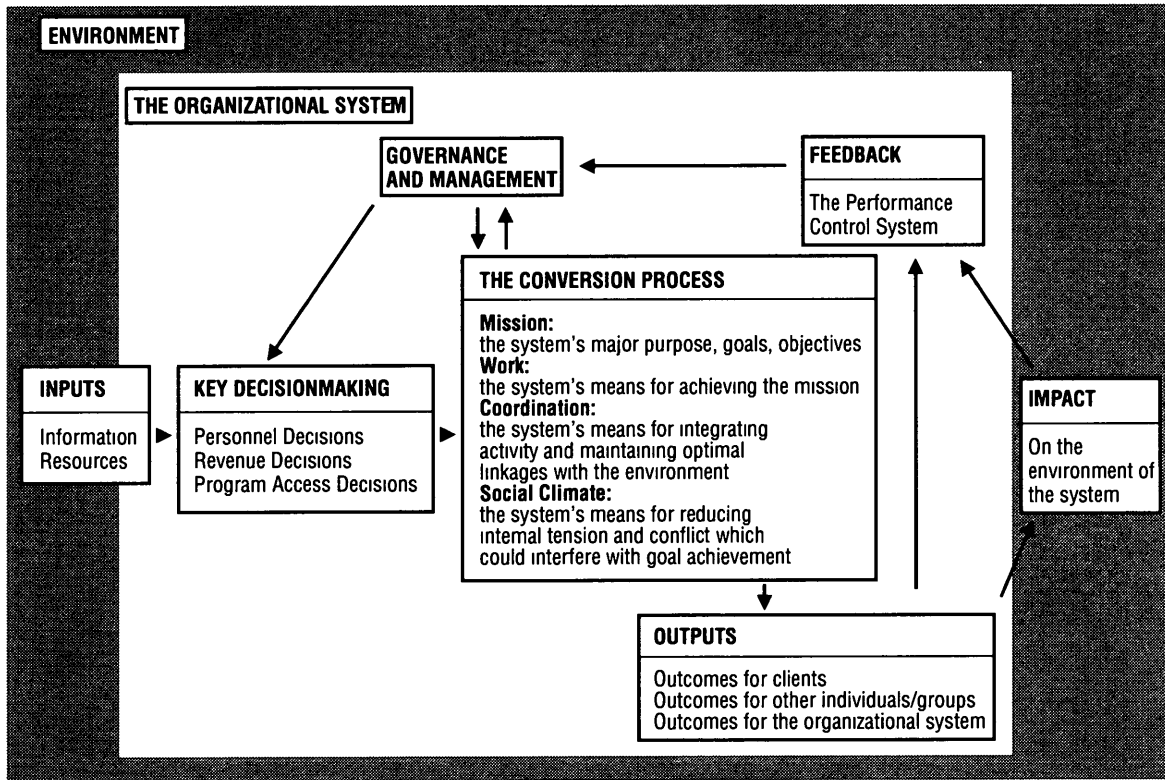 ENVIRONMENT
THE ORGANIZATIONAL SYSTEM
GOVERNANCE
AND MANAGEMENT
FEEDBACK
The Performance
Control System
THE CONVERSION PROCESS
Mission:
the system's major purpose, goals, objectives
Work:
the system's means for achieving the mission
Coordination:
the system's means for integrating
activity and maintaining optimal
linkages with the environment
Social Climate:
the system's means for reducing
internal tension and conflict which
could interfere with goal achievement
INPUTS
Information
Resources
KEY DECISIONMAKING
Personnel Decisions
Revenue Decisions
Program Access Decisions
IMPACT
On the
environment of
the system
OUTPUTS
Outcomes for clients
Outcomes for other individuals/groups
Outcomes for the organizational system